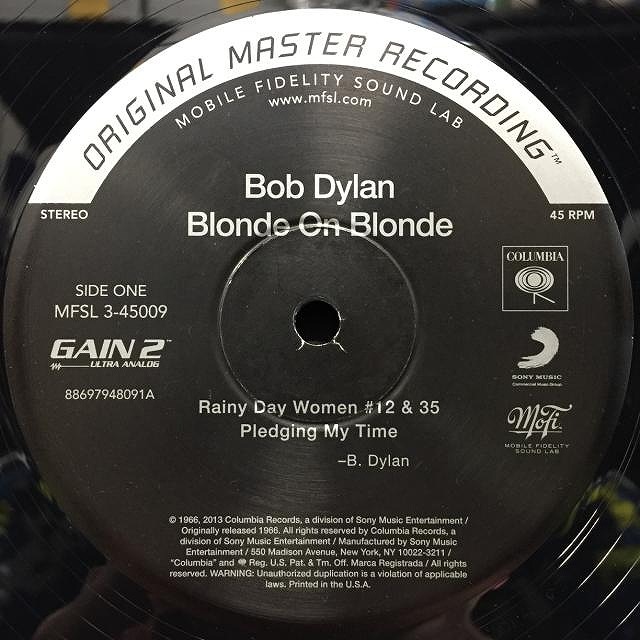 ORIGINAL MASTER RECORDING™
MOBILE FIDELITY SOUND LAB
www.mfsl.com
Bob Dylan
Blonde On Blonde
STEREO
45 RPM
SIDE ONE
MFSL 3-45009
GAIN 2™
ULTRA ANALOG
88697948091A
COLUMBIA
SONY MUSIC
Commercial Music Group
MoFi
MOBILE FIDELITY
SOUND LAB
Rainy Day Women #12 & 35
Pledging My Time
–B. Dylan
© 1966, 2013 Columbia Records, a division of Sony Music Entertainment /
Originally released 1966. All rights reserved by Columbia Records, a
division of Sony Music Entertainment / Manufactured by Sony Music
Entertainment / 550 Madison Avenue, New York, NY 10022-3211 /
"Columbia" and Reg. U.S. Pat. & Tm. Off. Marca Registrada / All rights
reserved. WARNING: Unauthorized duplication is a violation of applicable
laws. Printed in the U.S.A.